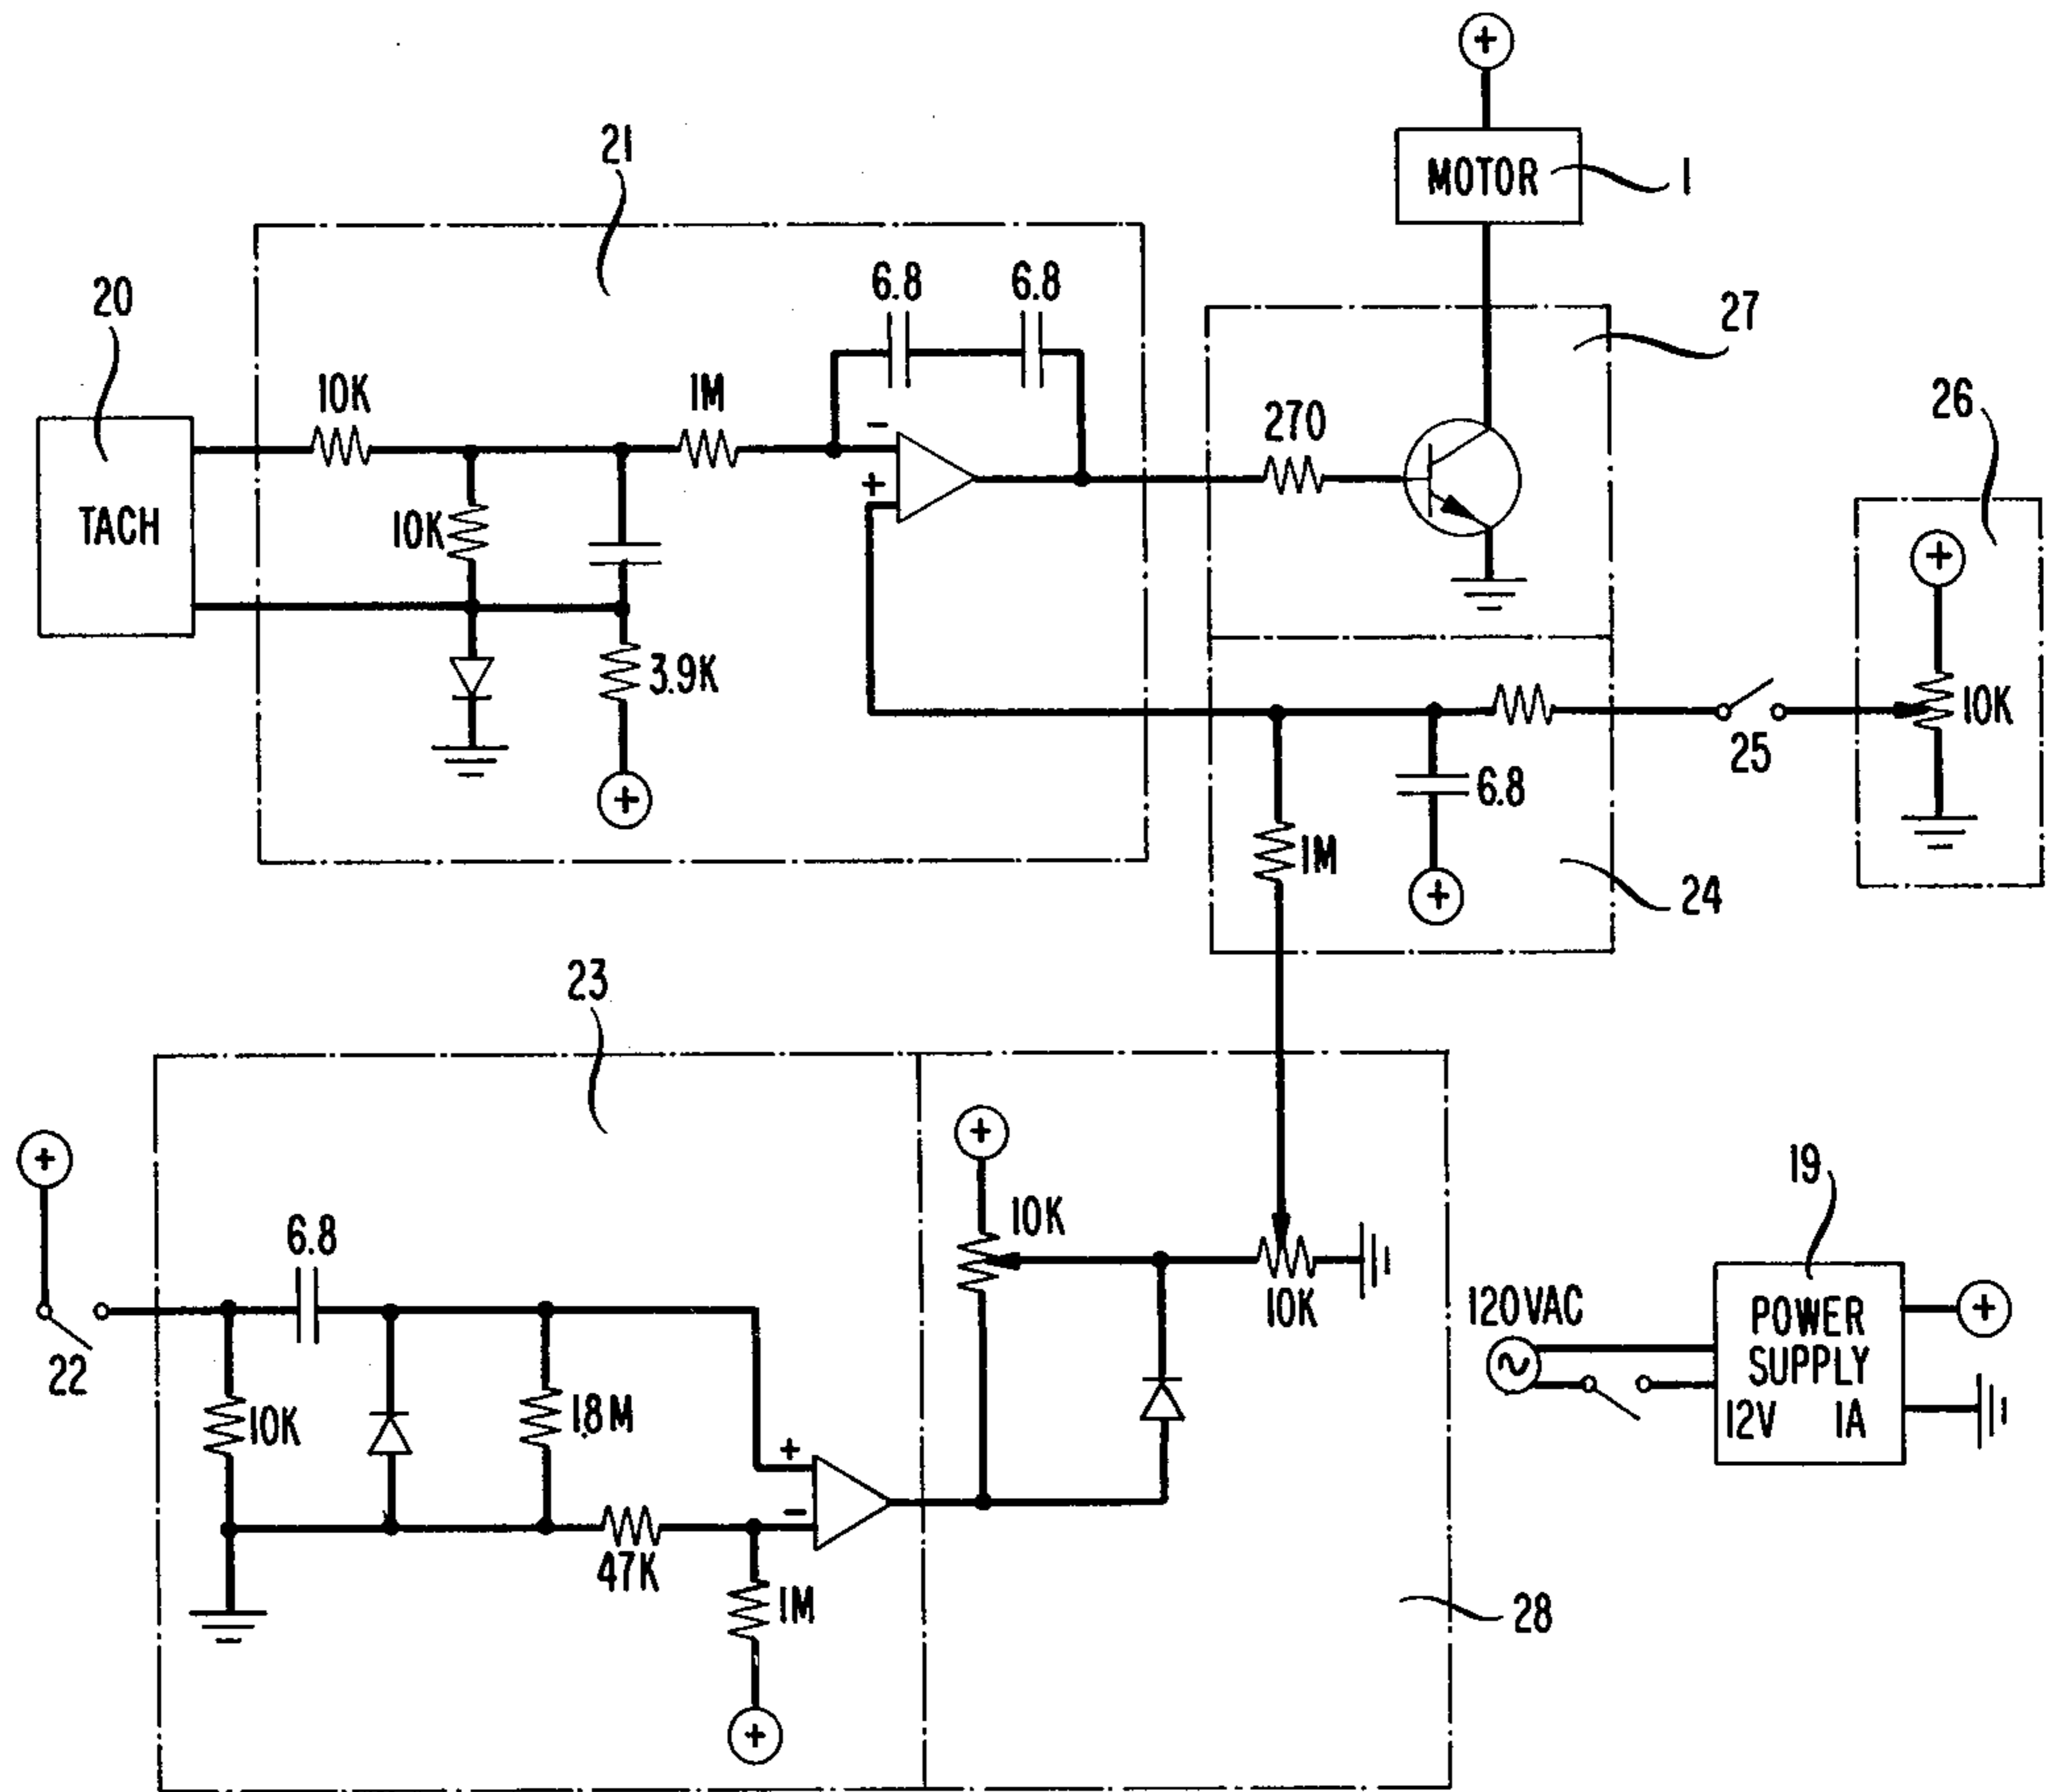 +
21
MOTOR
1
20
6.8
6.8
27
10K
1M
-
270
26
+
TACH
10K
+
3.9K
10K
25
+
6.8
1M
+
24
23
+
19
+
10K
6.8
10K
120VAC
POWER
SUPPLY
12V 1A
+
22
10K
1.8M
+
-
47K
1M
28
+